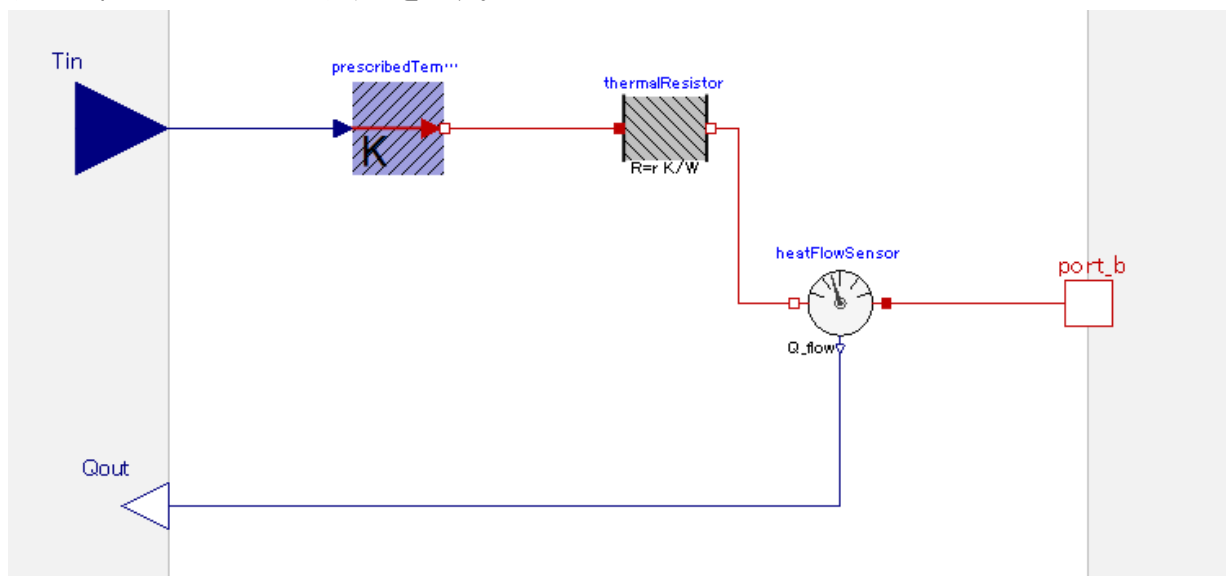 Tin
prescribedTem…
K
thermalResistor
R=r K/W
heatFlowSensor
Q_flow
port_b
Qout